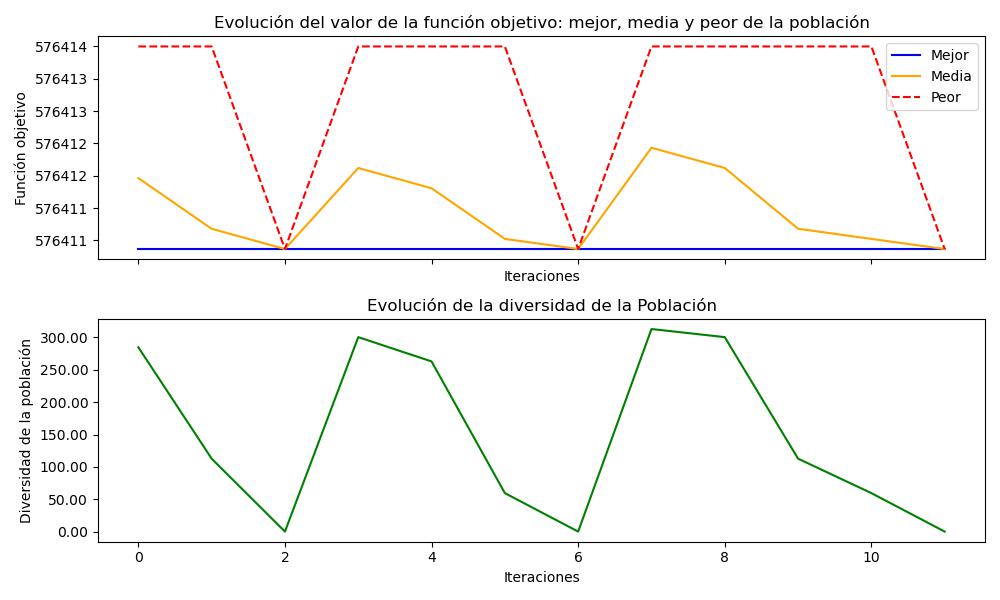 Evolución del valor de la función objetivo: mejor, media y peor de la población
576414
576413
576413
576412
576412
576411
576411
Función objetivo
Mejor
Media
Peor
Iteraciones
Evolución de la diversidad de la Población
300.00
250.00
200.00
150.00
100.00
50.00
0.00
Diversidad de la población
0 2 4 6 8 10
Iteraciones